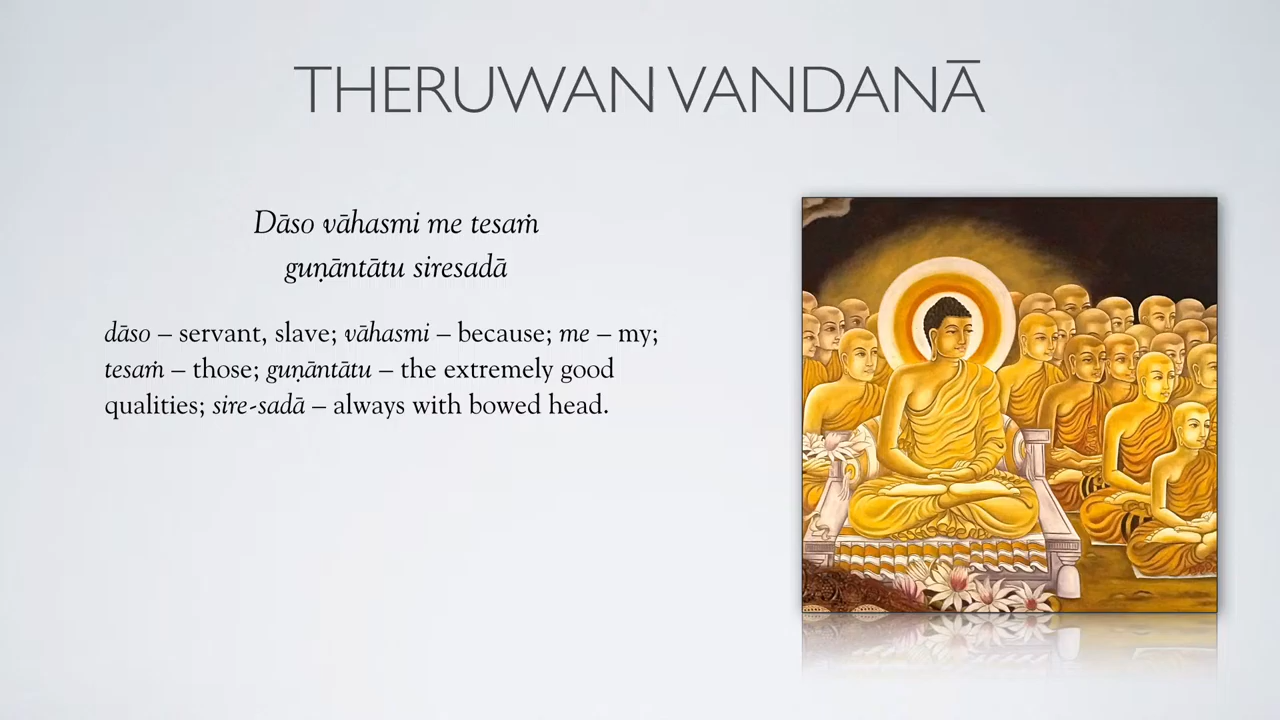 THERUWAN VANDANĀ
Dāso vāhasmi me tesaṁ
guṇāntātu siresadā
dāso – servant, slave; vāhasmi – because; me – my;
tesaṁ – those; guṇāntātu – the extremely good
qualities; sire-sadā – always with bowed head.